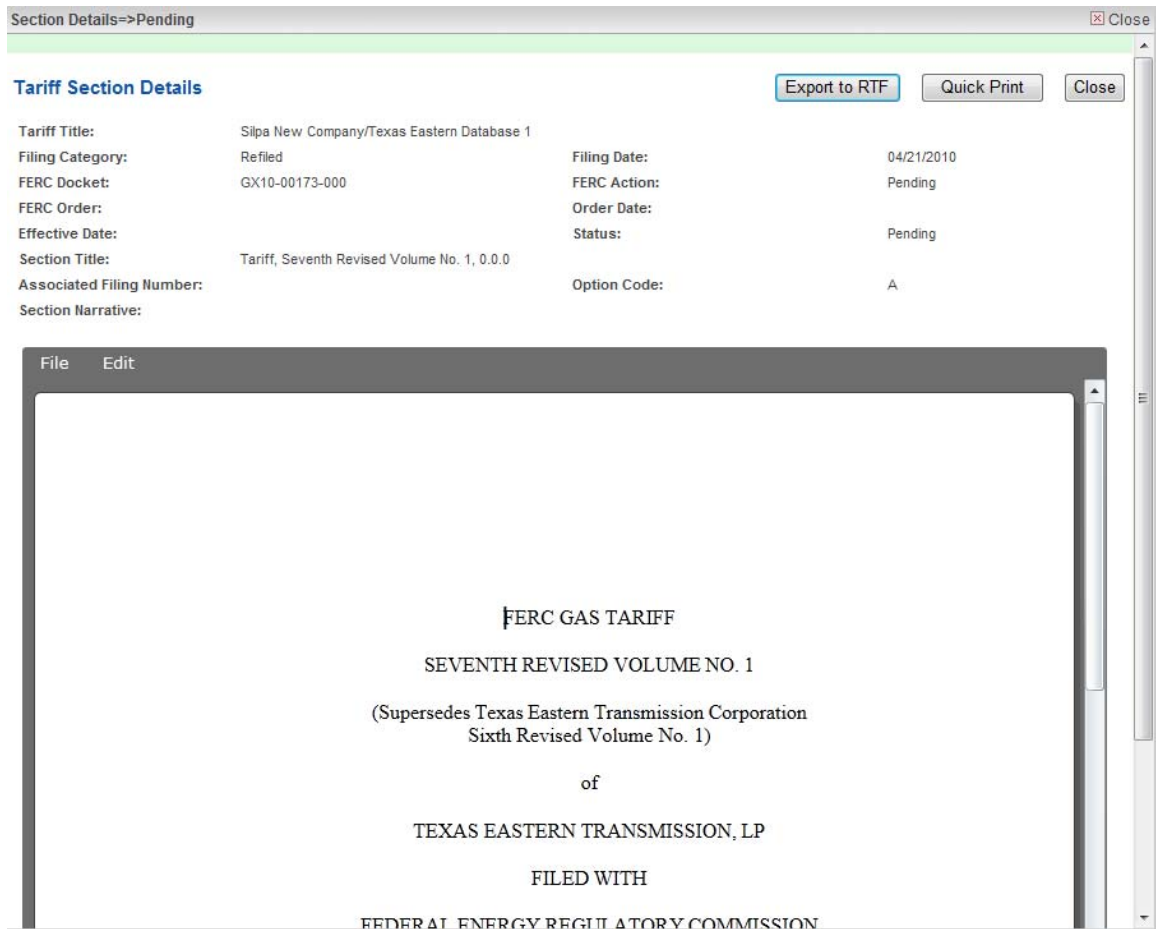 Section Details=>Pending
Close
Tariff Section Details
Export to RTF
Quick Print
Close
Tariff Title: Silpa New Company/Texas Eastern Database 1
Filing Category: Refiled Filing Date: 04/21/2010
FERC Docket: GX10-00173-000 FERC Action: Pending
FERC Order: Order Date:
Effective Date: Status: Pending
Section Title: Tariff, Seventh Revised Volume No. 1, 0.0.0
Associated Filing Number: Option Code: A
Section Narrative:
File Edit
FERC GAS TARIFF
SEVENTH REVISED VOLUME NO. 1
(Supersedes Texas Eastern Transmission Corporation
Sixth Revised Volume No. 1)
of
TEXAS EASTERN TRANSMISSION, LP
FILED WITH
FEDERAL ENERGY REGULATORY COMMISSION